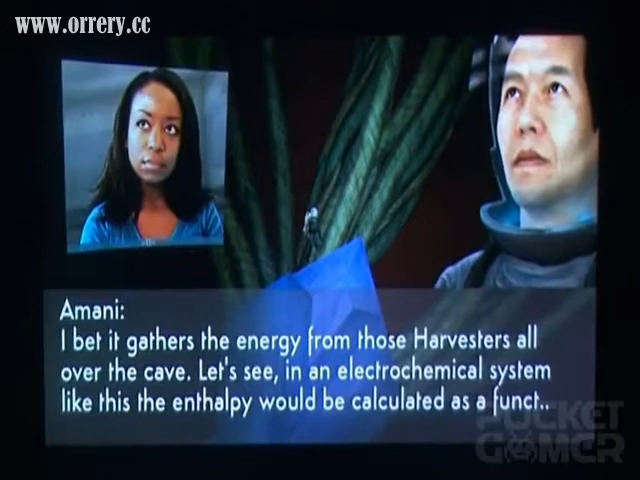 www.orrery.cc
Amani:
I bet it gathers the energy from those Harvesters all
over the cave. Let's see, in an electrochemical system
like this the enthalpy would be calculated as a funct..
POCKET
GAMER